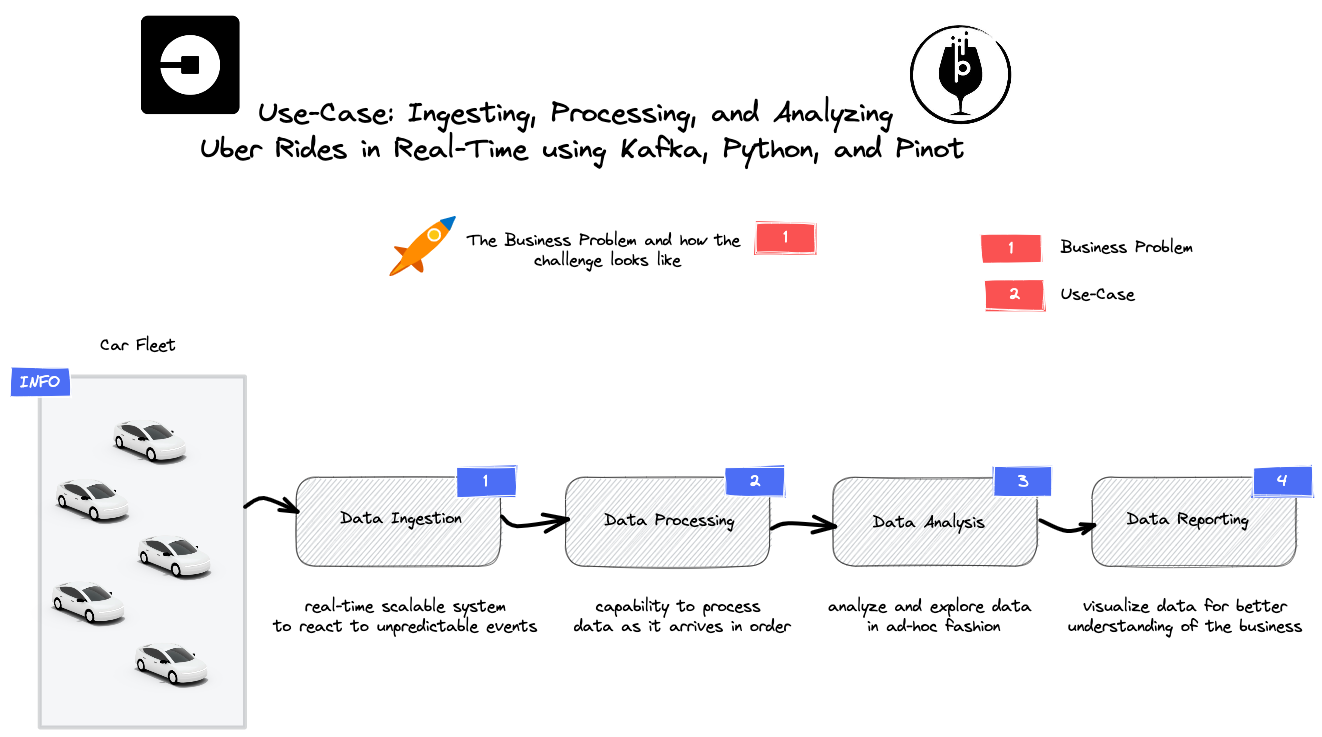 Use-Case: Ingesting, Processing, and Analyzing
Uber Rides in Real-Time using Kafka, Python, and Pinot
The Business Problem and how the
challenge looks like
1
1
Business Problem
2
Use-Case
Car Fleet
INFO
1
Data Ingestion
real-time scalable system
to react to unpredictable events
2
Data Processing
capability to process
data as it arrives in order
3
Data Analysis
analyze and explore data
in ad-hoc fashion
4
Data Reporting
visualize data for better
understanding of the business